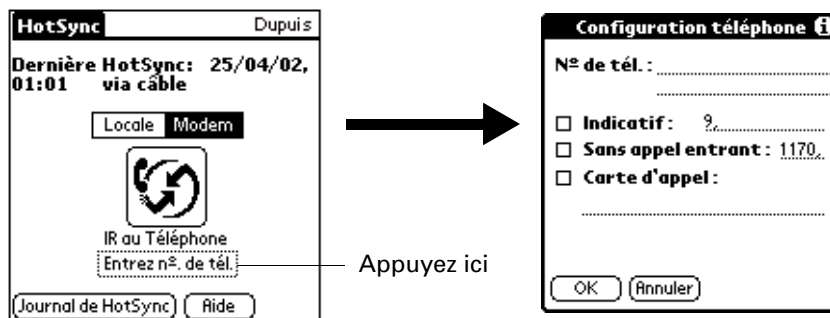 HotSync Dupuis
Dernière HotSync: 25/04/02,
01:01 via câble
Locale Modem
IR au Téléphone
Entrez nº. de tél.
Journal de HotSync Aide
Appuyez ici
Configuration téléphone i
Nº de tél. :
Indicatif : 9,
Sans appel entrant : 1170,
Carte d'appel :
OK Annuler